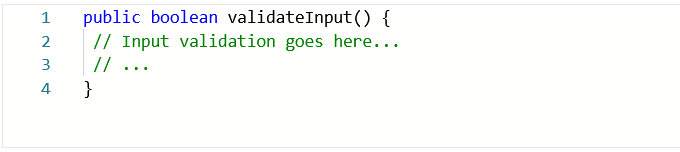 1 public boolean validateInput() {
2 // Input validation goes here...
3 // ...
4 }